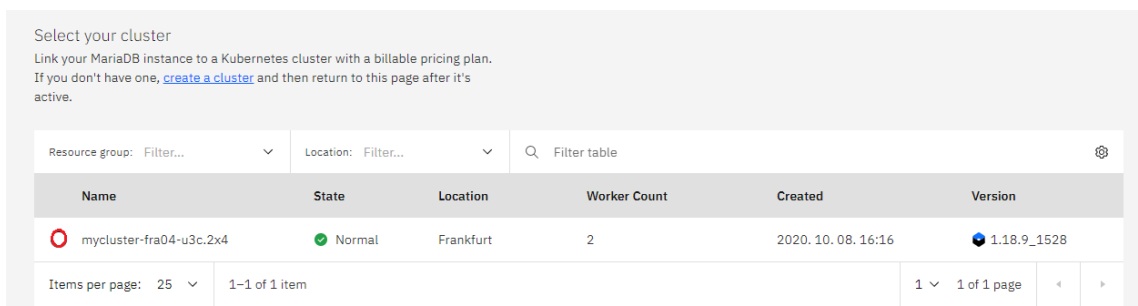 Select your cluster
Link your MariaDB instance to a Kubernetes cluster with a billable pricing plan.
If you don't have one, create a cluster and then return to this page after it's
active.
Resource group: Filter... Location: Filter... Filter table
Name State Location Worker Count Created Version
mycluster-fra04-u3c.2x4 Normal Frankfurt 2 2020. 10. 08. 16:16 1.18.9_1528
Items per page: 25 1–1 of 1 item 1 1 of 1 page